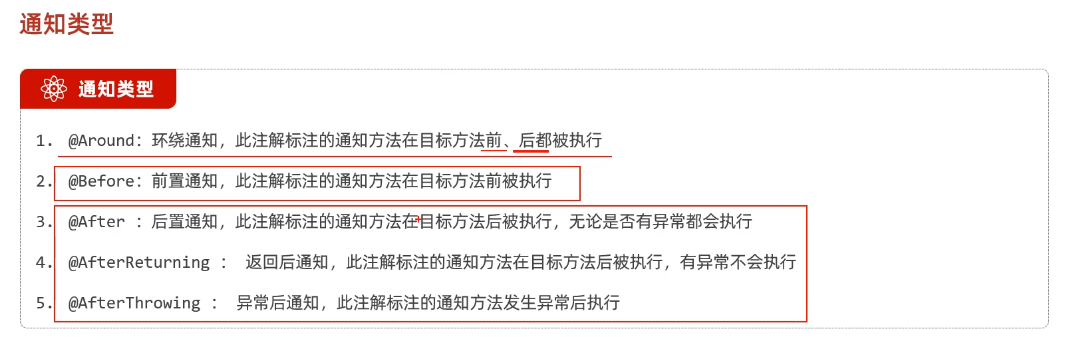 通知类型
通知类型
1. @Around：环绕通知，此注解标注的通知方法在目标方法前、后都被执行
2. @Before：前置通知，此注解标注的通知方法在目标方法前被执行
3. @After ：后置通知，此注解标注的通知方法在目标方法后被执行，无论是否有异常都会执行
4. @AfterReturning ： 返回后通知，此注解标注的通知方法在目标方法后被执行，有异常不会执行
5. @AfterThrowing ： 异常后通知，此注解标注的通知方法发生异常后执行